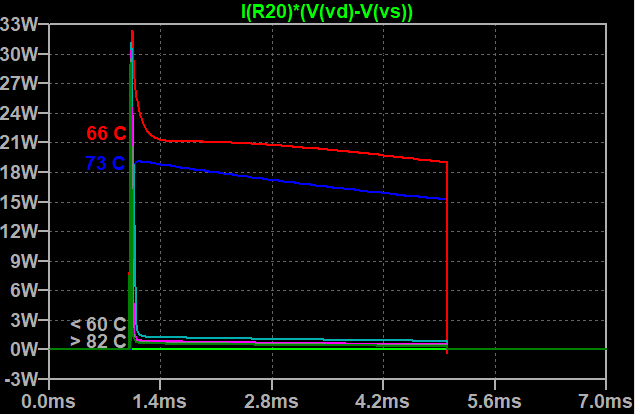 I(R20)*(V(vd)-V(vs))
33W
30W
27W
24W
66 C
21W
73 C
18W
15W
12W
9W
6W
3W
< 60 C
> 82 C
0W
-3W
0.0ms 1.4ms 2.8ms 4.2ms 5.6ms 7.0ms